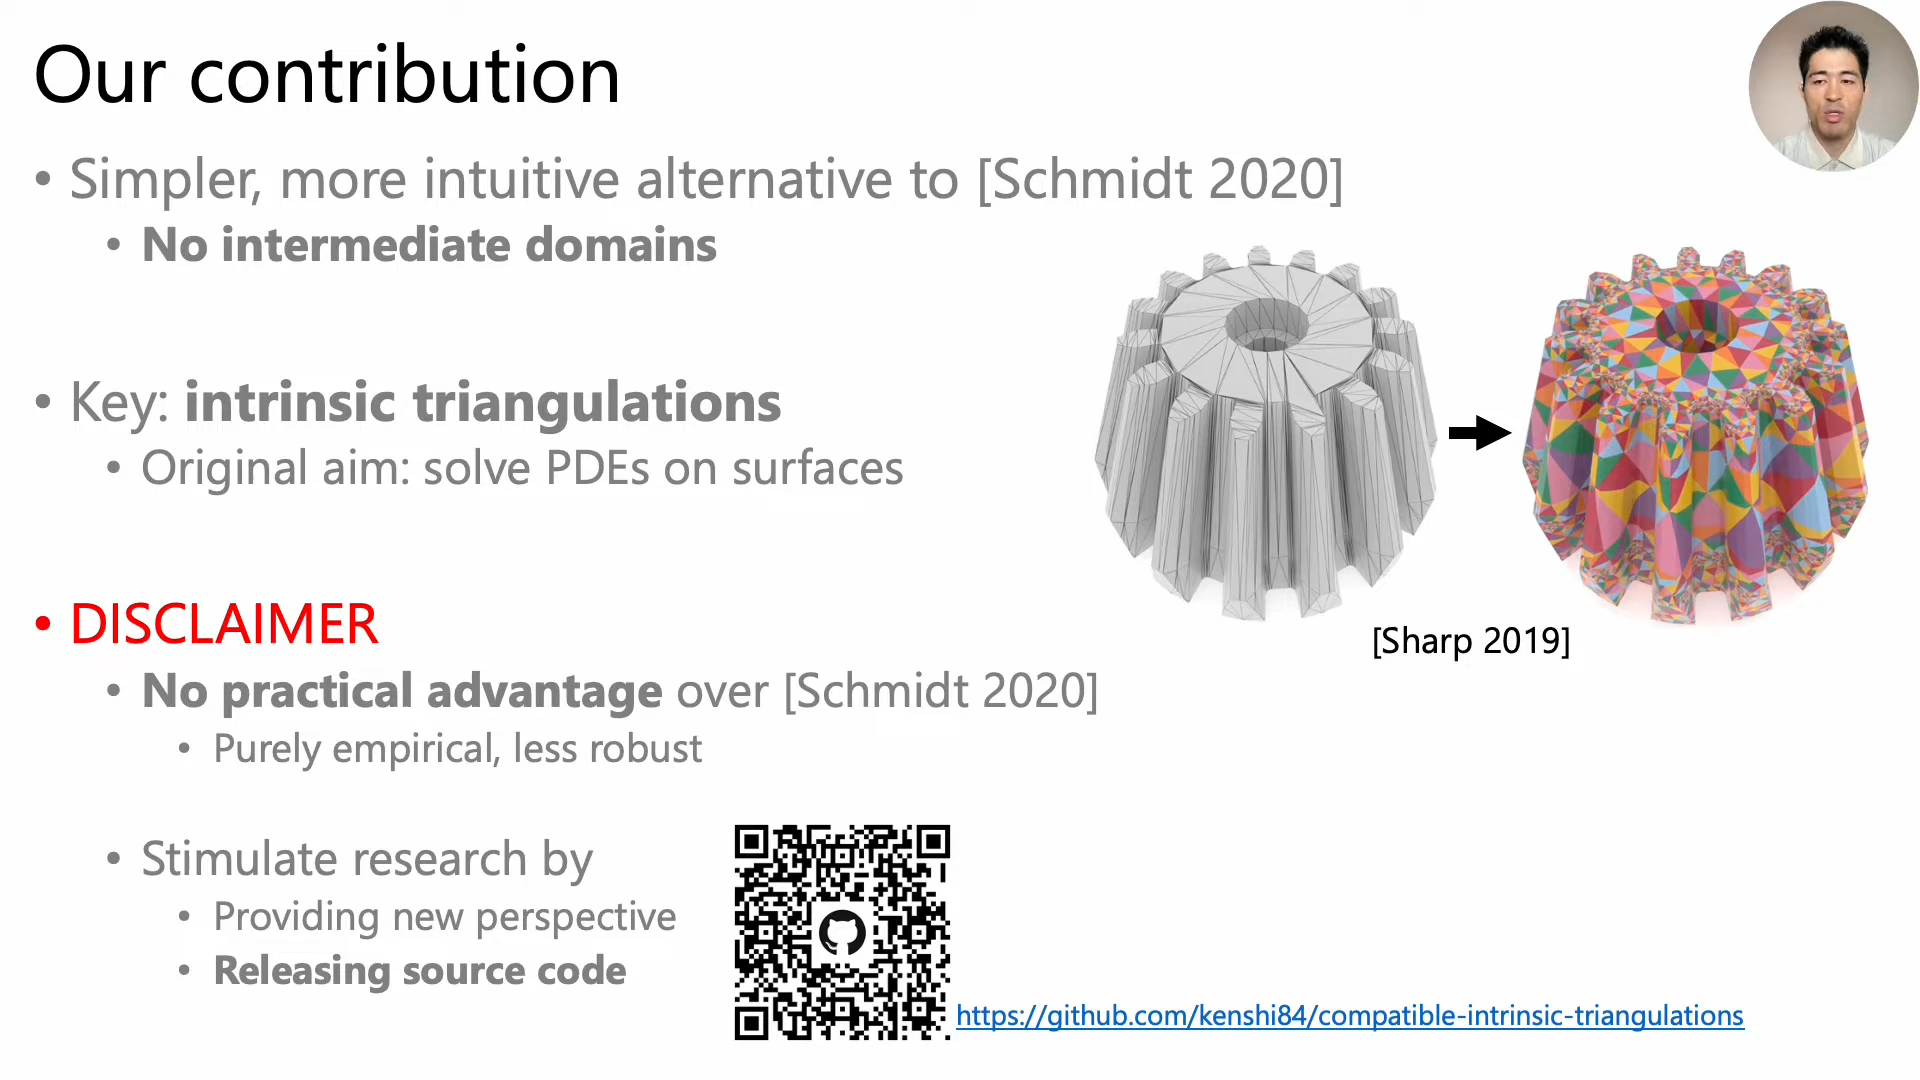 Our contribution
• Simpler, more intuitive alternative to [Schmidt 2020]
• No intermediate domains
• Key: intrinsic triangulations
• Original aim: solve PDEs on surfaces
[Sharp 2019]
• DISCLAIMER
• No practical advantage over [Schmidt 2020]
• Purely empirical, less robust
• Stimulate research by
• Providing new perspective
• Releasing source code
https://github.com/kenshi84/compatible-intrinsic-triangulations